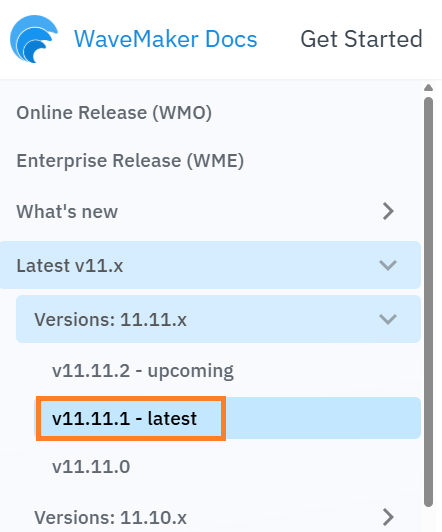 WaveMaker Docs Get Started
Online Release (WMO)
Enterprise Release (WME)
What's new
Latest v11.x
Versions: 11.11.x
v11.11.2 - upcoming
v11.11.1 - latest
v11.11.0
Versions: 11.10.x